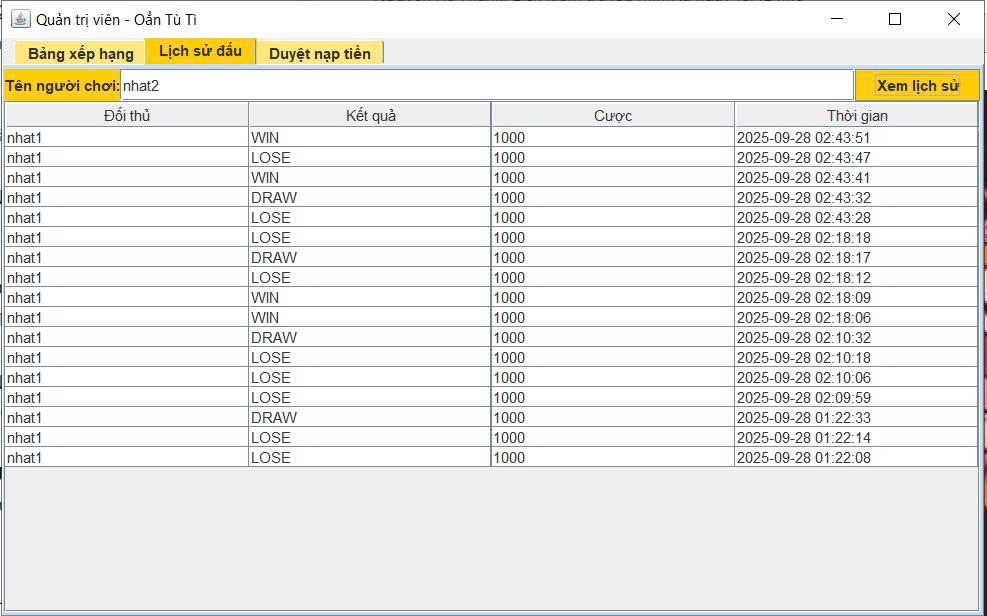 Quản trị viên - Oẳn Tù Tì
Bảng xếp hạng Lịch sử đấu Duyệt nạp tiền
Tên người chơi: nhat2 Xem lịch sử
Đối thủ Kết quả Cược Thời gian
nhat1 WIN 1000 2025-09-28 02:43:51
nhat1 LOSE 1000 2025-09-28 02:43:47
nhat1 WIN 1000 2025-09-28 02:43:41
nhat1 DRAW 1000 2025-09-28 02:43:32
nhat1 LOSE 1000 2025-09-28 02:43:28
nhat1 LOSE 1000 2025-09-28 02:18:18
nhat1 DRAW 1000 2025-09-28 02:18:17
nhat1 LOSE 1000 2025-09-28 02:18:12
nhat1 WIN 1000 2025-09-28 02:18:09
nhat1 WIN 1000 2025-09-28 02:18:06
nhat1 DRAW 1000 2025-09-28 02:10:32
nhat1 LOSE 1000 2025-09-28 02:10:18
nhat1 LOSE 1000 2025-09-28 02:10:06
nhat1 LOSE 1000 2025-09-28 02:09:59
nhat1 DRAW 1000 2025-09-28 01:22:33
nhat1 LOSE 1000 2025-09-28 01:22:14
nhat1 LOSE 1000 2025-09-28 01:22:08